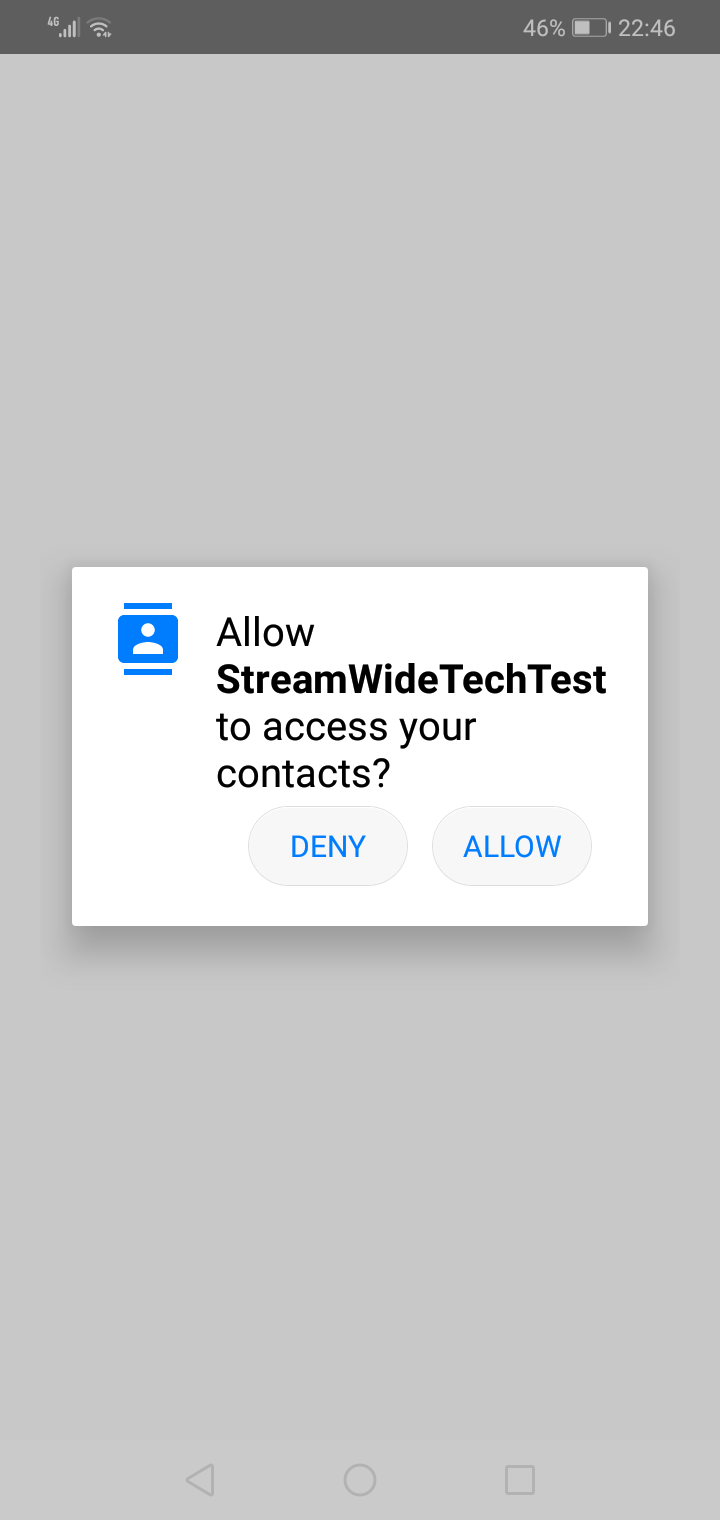 4G 46% 22:46
Allow
StreamWideTechTest
to access your
contacts?
DENY ALLOW